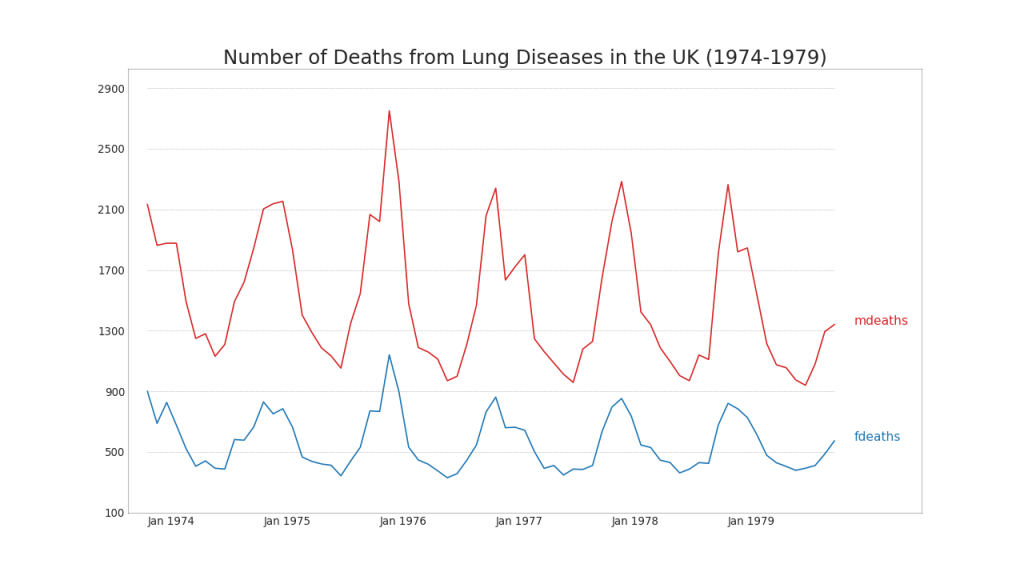 Number of Deaths from Lung Diseases in the UK (1974-1979)
2900
2500
2100
1700
1300
900
500
100
mdeaths
fdeaths
Jan 1974 Jan 1975 Jan 1976 Jan 1977 Jan 1978 Jan 1979